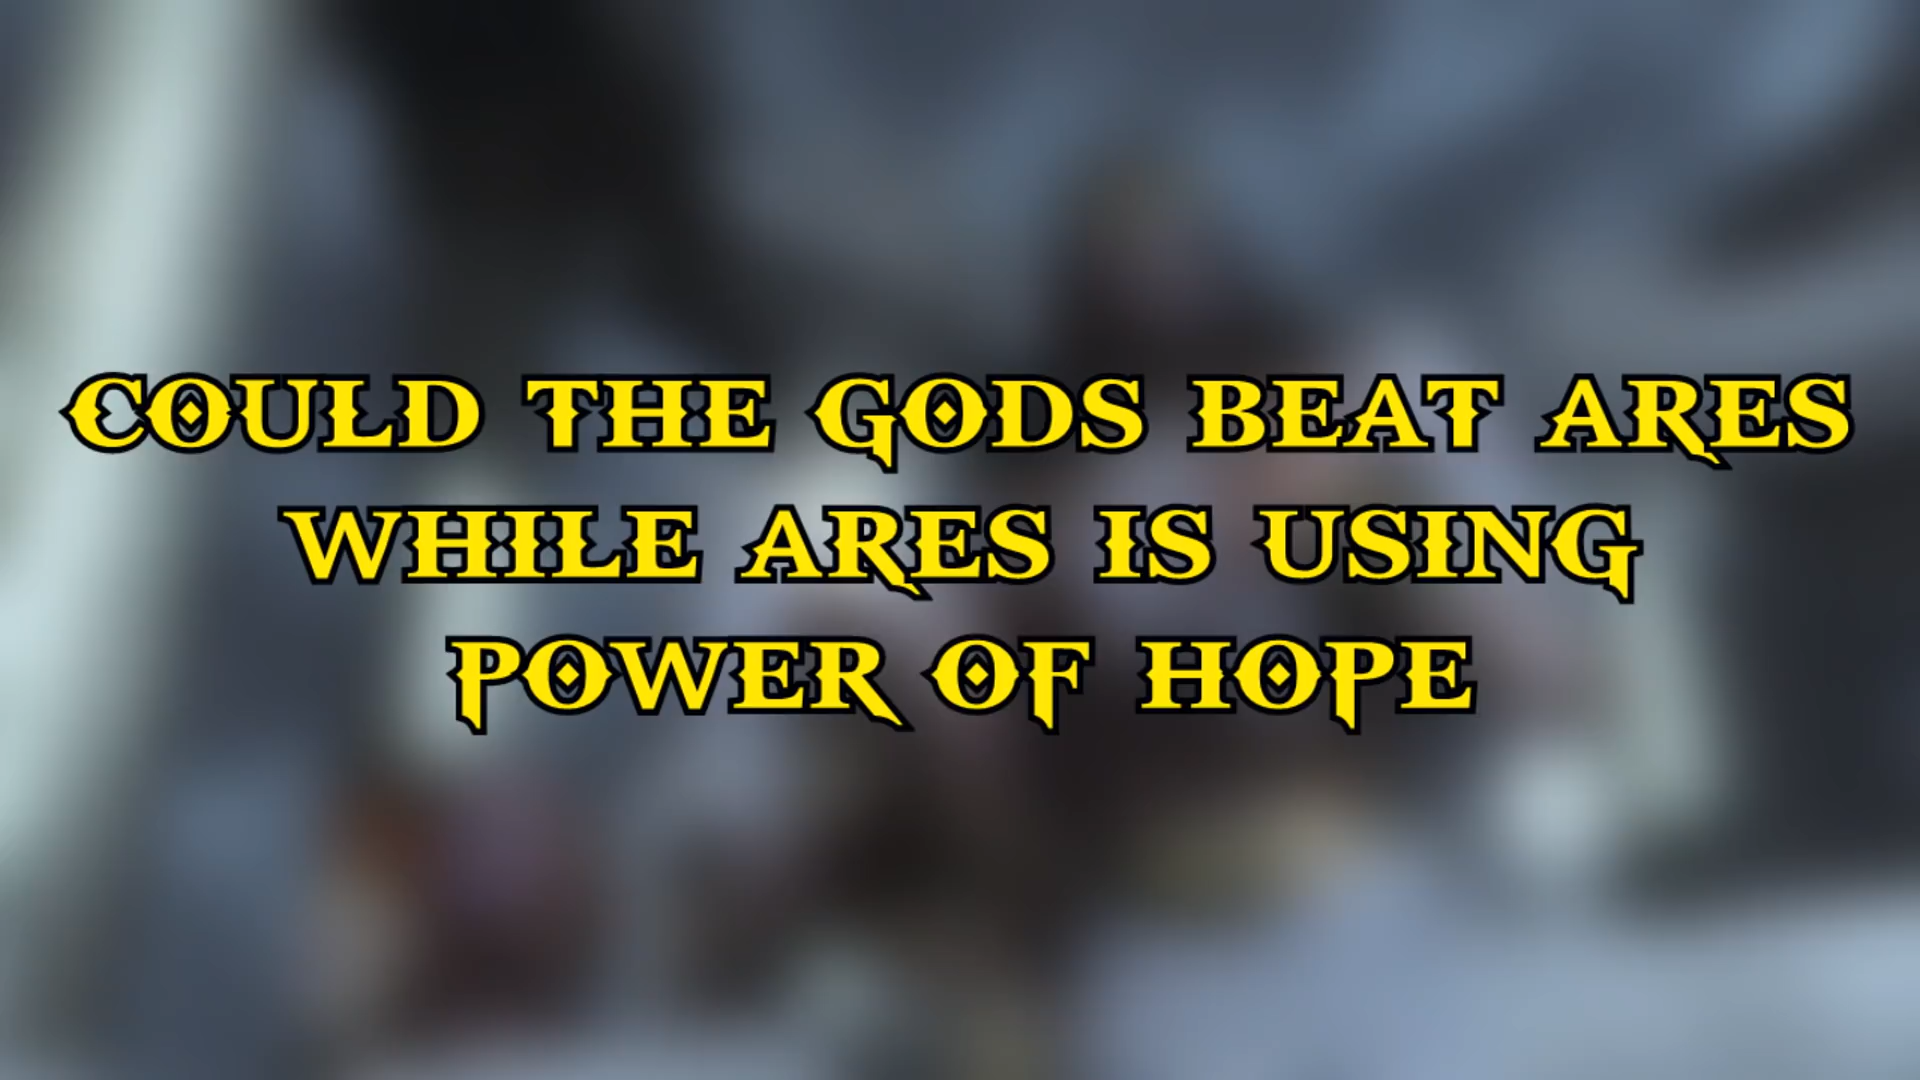 COULD THE GODS BEAT ARES
WHILE ARES IS USING
POWER OF HOPE